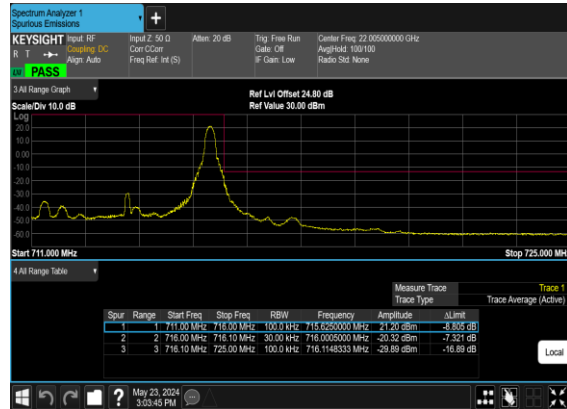 Spectrum Analyzer 1
Spurious Emissions
KEYSIGHT Input: RF Input Z: 50 Ω Atten: 20 dB Trig: Free Run Center Freq: 22.005000000 GHz
R T Coupling: DC Corr CCorr Gate: Off Avg|Hold: 100/100
Align: Auto Freq Ref: Int (S) IF Gain: Low Radio Std: None
PASS
3 All Range Graph
Ref Lvl Offset 24.80 dB
Scale/Div 10.0 dB Ref Value 30.00 dBm
Log
20.0
10.0
0.00
-10.0
-20.0
-30.0
-40.0
-50.0
-60.0
Start 711.000 MHz Stop 725.000 MH
4 All Range Table
Measure Trace Trace 1
Trace Type Trace Average (Active)
Spur Range Start Freq Stop Freq RBW Frequency Amplitude ΔLimit
1 1 711.00 MHz 716.00 MHz 100.0 kHz 715.6250000 MHz 21.20 dBm -8.805 dB
2 2 716.00 MHz 716.10 MHz 30.00 kHz 716.0005000 MHz -20.32 dBm -7.321 dB
3 3 716.10 MHz 725.00 MHz 100.0 kHz 716.1148333 MHz -29.89 dBm -16.89 dB
Local
? May 23, 2024
3:03:45 PM